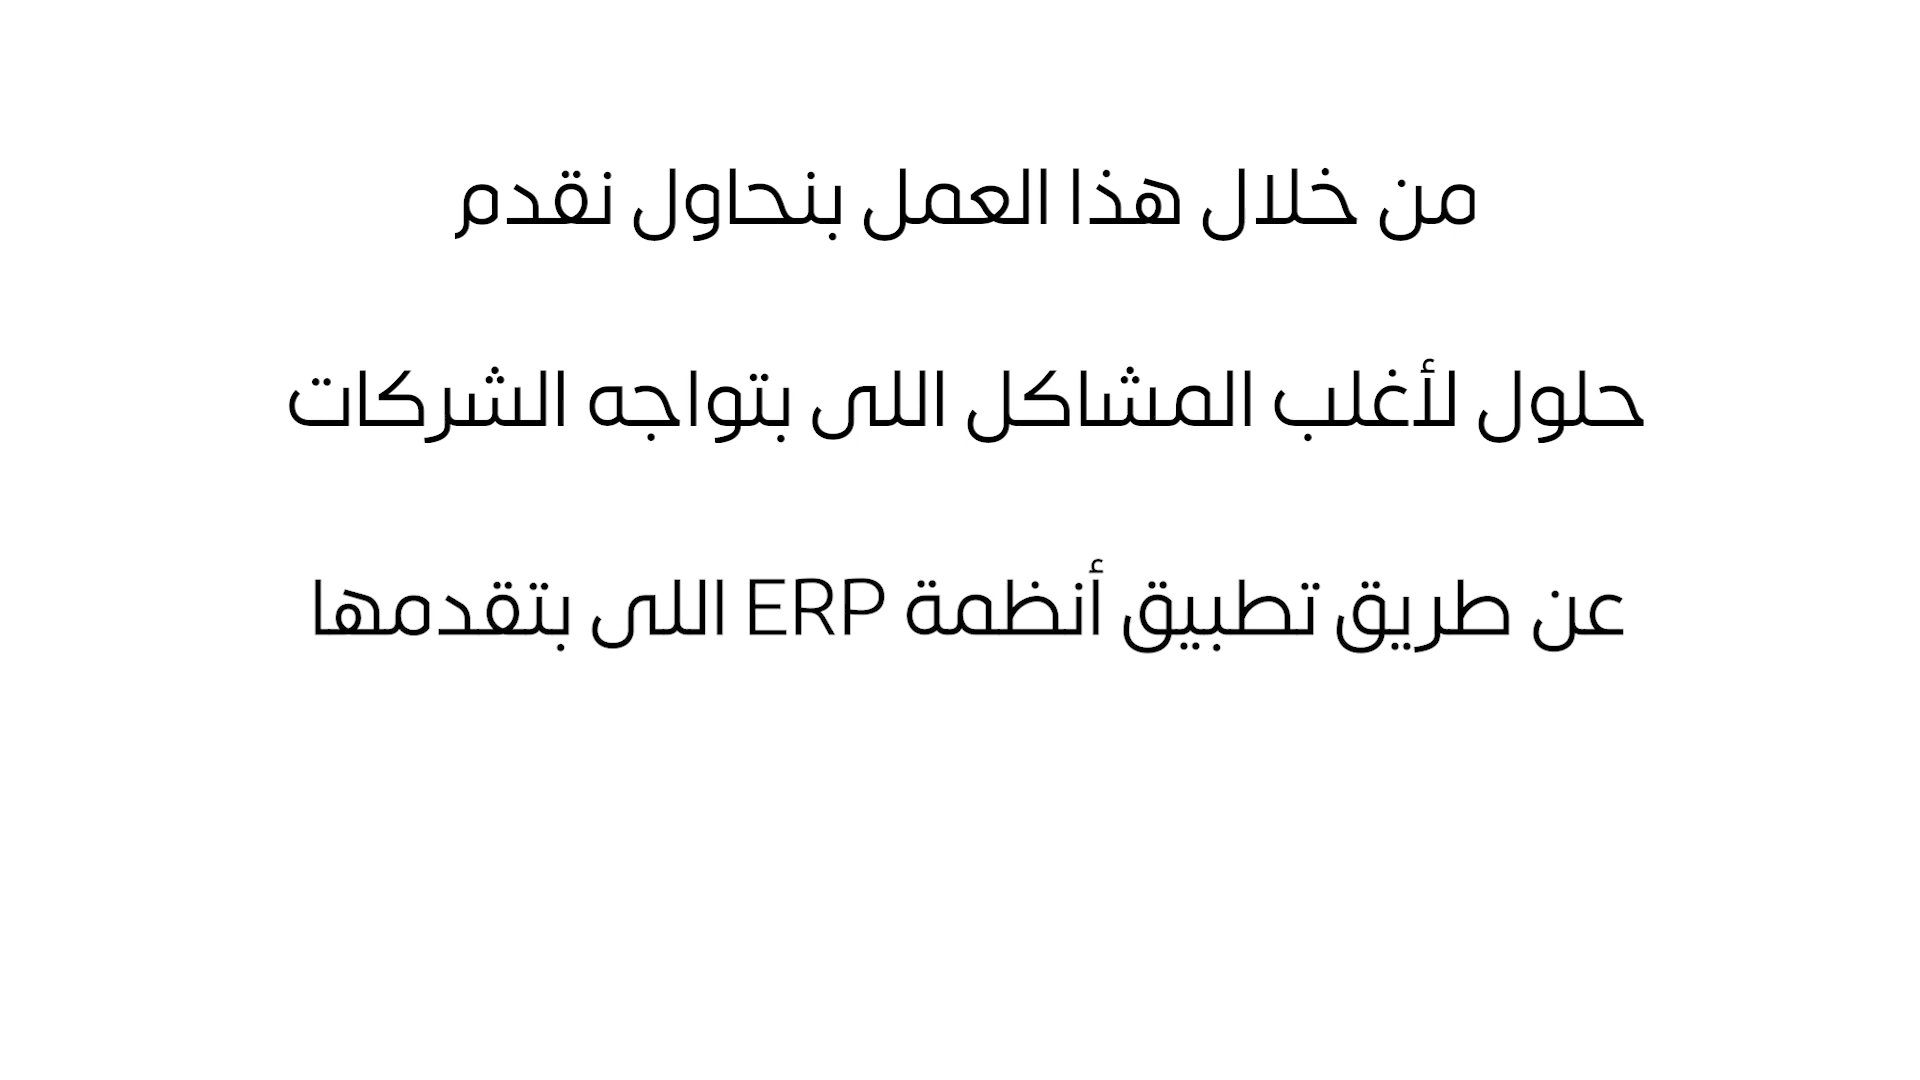 من خلال هذا العمل بنحاول نقدم
حلول لأغلب المشاكل اللى بتواجه الشركات
عن طريق تطبيق أنظمة ERP اللى بتقدمها